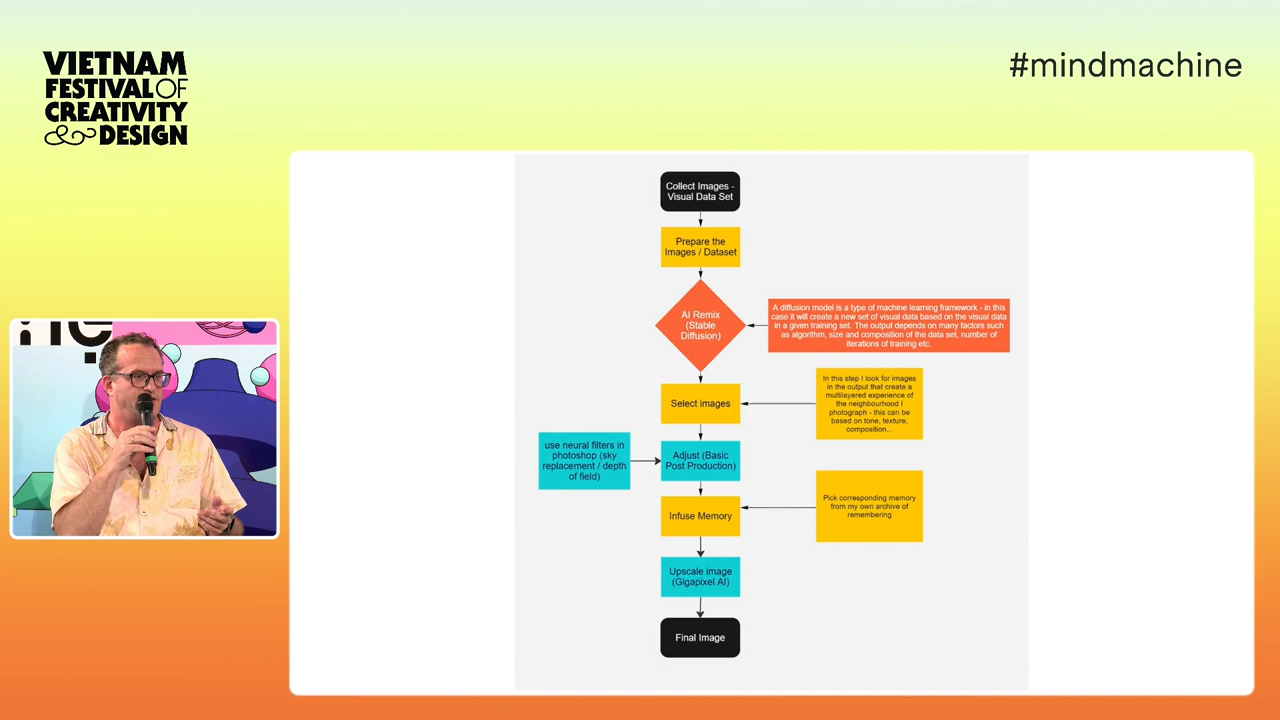 VIETNAM
FESTIVAL OF
CREATIVITY
& DESIGN
#mindmachine
Collect Images -
Visual Data Set
Prepare the
Images / Dataset
AI Remix
(Stable
Diffusion)
A diffusion model is a type of machine learning framework - in this
case it will create a new set of visual data based on the visual data
in a given training set. The output depends on many factors such
as algorithm, size and composition of the data set, number of
iterations of training etc.
Select images
In this step I look for images
in the output that create a
multilayered experience of
the neighbourhood I
photograph - this can be
based on tone, texture,
composition...
use neural filters in
photoshop (sky
replacement / depth
of field)
Adjust (Basic
Post Production)
Infuse Memory
Pick corresponding memory
from my own archive of
remembering
Upscale image
(Gigapixel AI)
Final Image